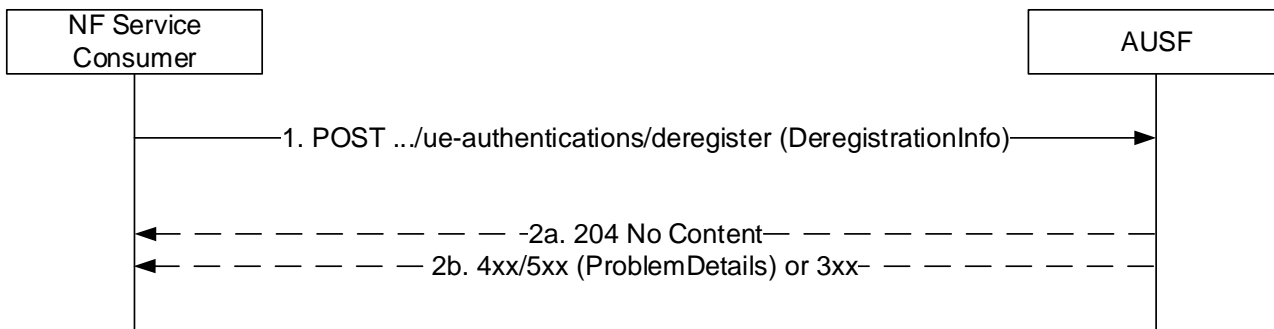 NF Service
Consumer
AUSF
1. POST .../ue-authentications/deregister (DeregistrationInfo)
2a. 204 No Content
2b. 4xx/5xx (ProblemDetails) or 3xx